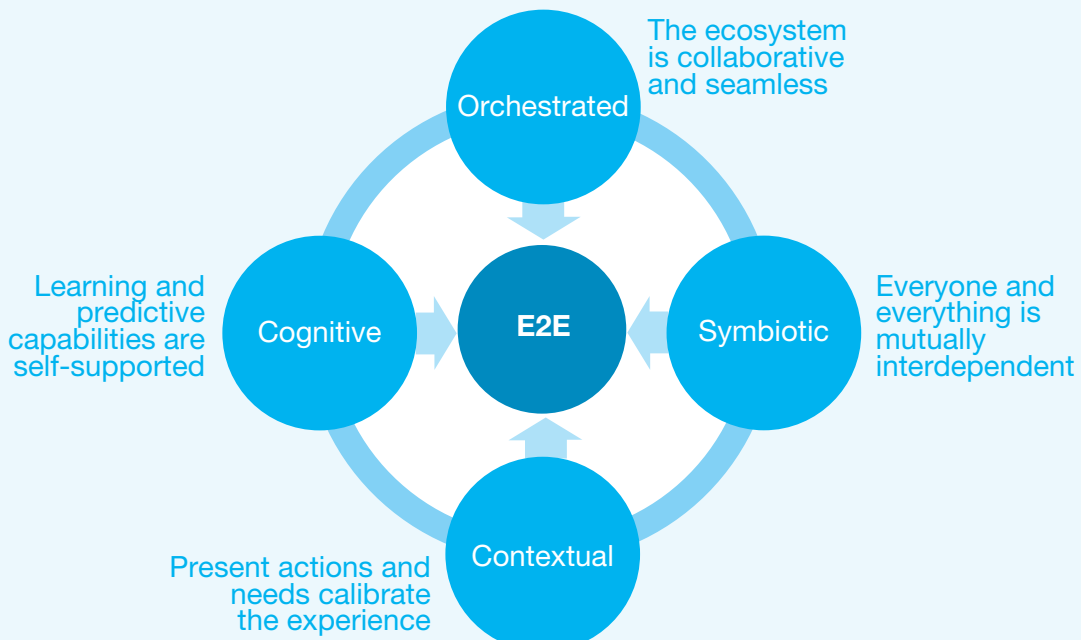 The ecosystem
is collaborative
and seamless
Orchestrated
Learning and
predictive
capabilities are
self-supported
Cognitive
E2E
Symbiotic
Everyone and
everything is
mutually
interdependent
Contextual
Present actions and
needs calibrate
the experience